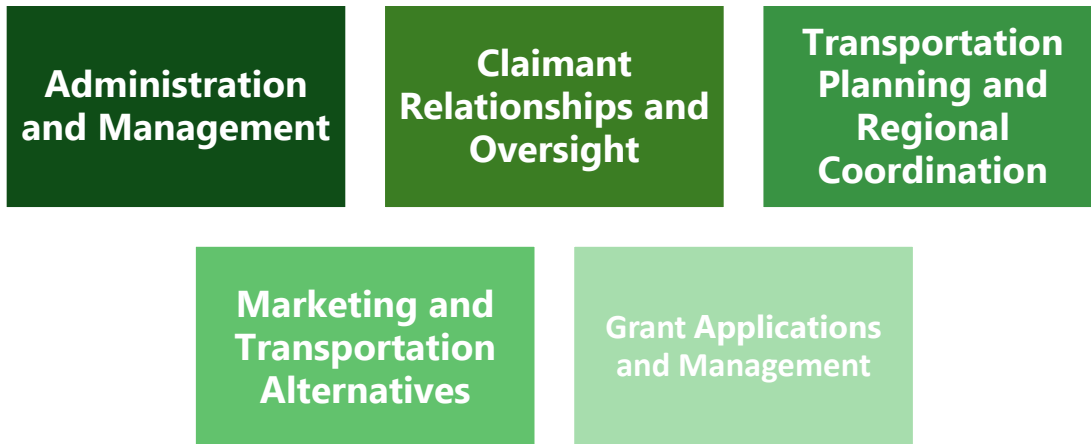 Administration
and Management
Claimant
Relationships and
Oversight
Transportation
Planning and
Regional
Coordination
Marketing and
Transportation
Alternatives
Grant Applications
and Management